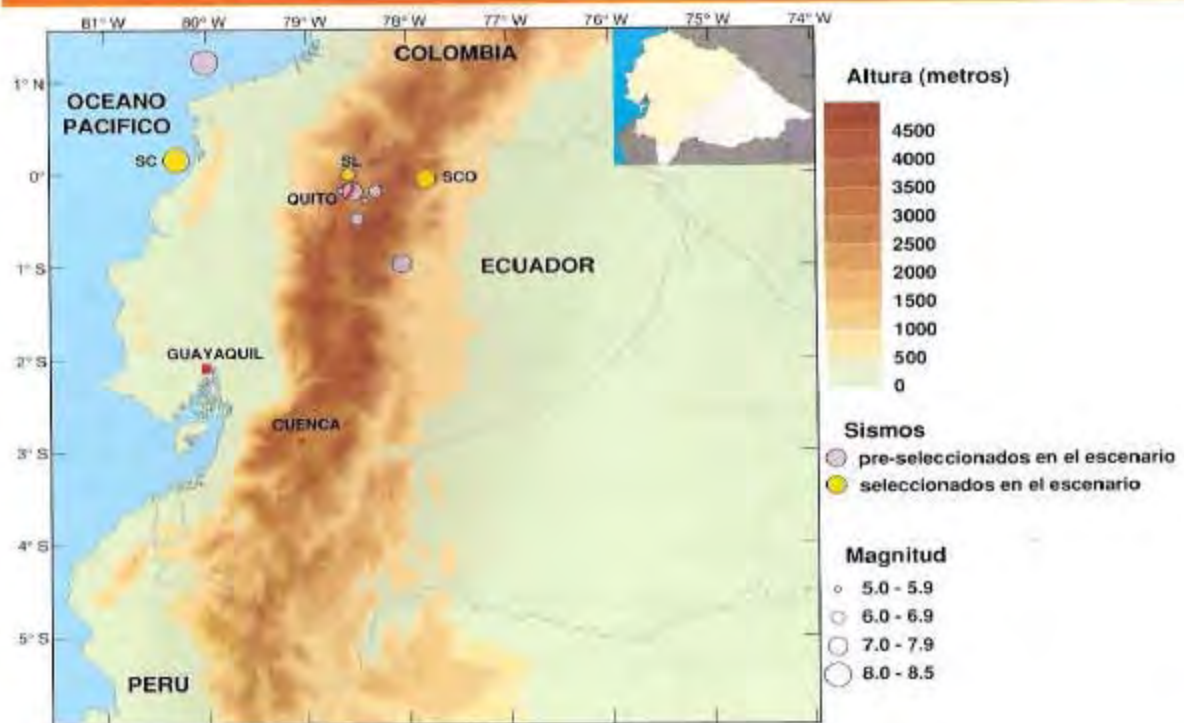 81° W 80° W 79° W 78° W 77° W 76° W 75° W 74° W
COLOMBIA
1° N
OCEANO
PACIFICO
SC
SL
0°
SCO
QUITO
1° S
ECUADOR
2° S
GUAYAQUIL
CUENCA
3° S
4° S
5° S
PERU
Altura (metros)
4500
4000
3500
3000
2500
2000
1500
1000
500
0
Sismos
pre-seleccionados en el escenario
seleccionados en el escenario
Magnitud
5.0 - 5.9
6.0 - 6.9
7.0 - 7.9
8.0 - 8.5